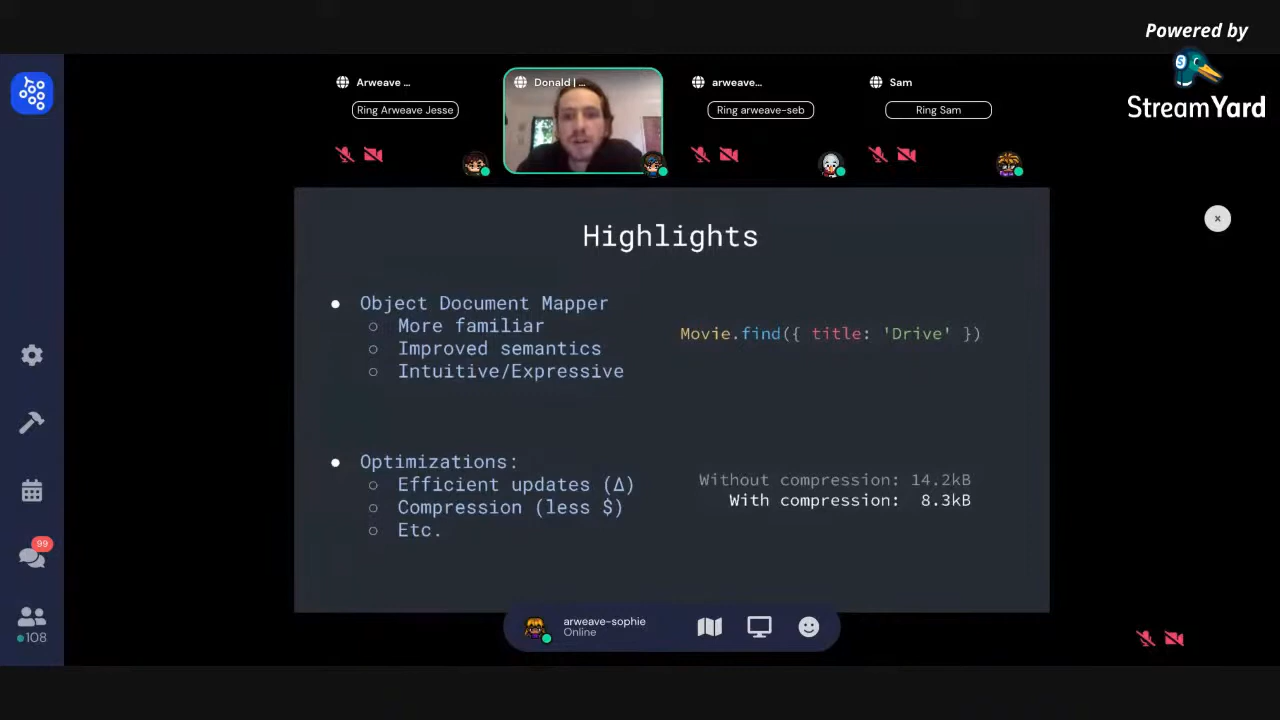 Powered by
StreamYard
Arweave ...
Ring Arweave Jesse
Donald | ...
arweave...
Ring arweave-seb
Sam
Ring Sam
×
Highlights
● Object Document Mapper
○ More familiar
○ Improved semantics
○ Intuitive/Expressive
Movie.find({ title: 'Drive' })
● Optimizations:
○ Efficient updates (Δ)
○ Compression (less $)
○ Etc.
Without compression: 14.2kB
With compression: 8.3kB
99
108
arweave-sophie
Online